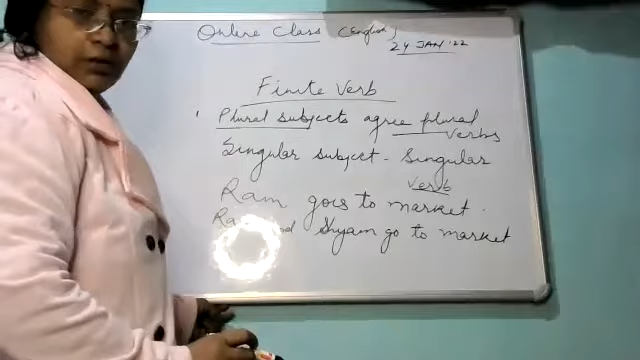 Online Class (English)
24 JAN '22
Finite Verb
Plural subjects agree plural
verbs
Singular subject - Singular
verb
Ram goes to market.
Shyam go to market